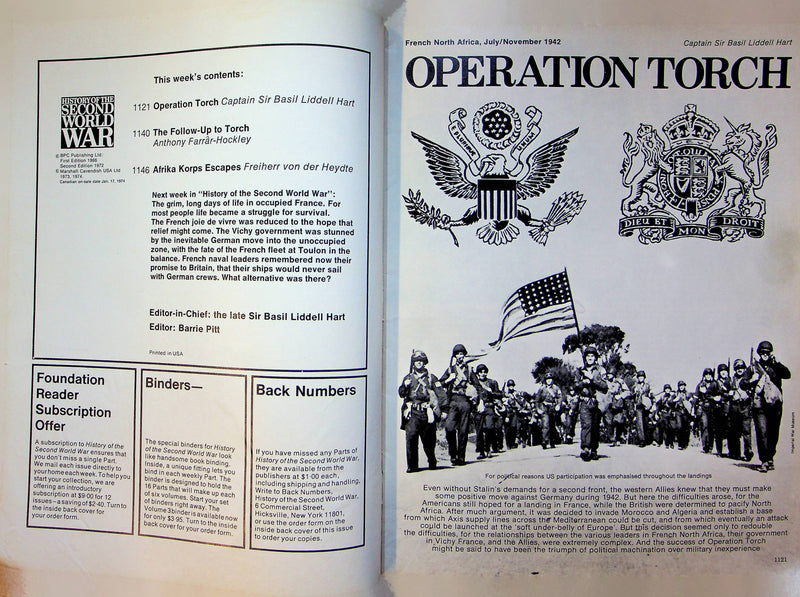 This week's contents:
HISTORY OF THE
SECOND
WORLD
WAR
© BPC Publishing Ltd:
First Edition 1966
Second Edition 1972
© Marshall Cavendish USA Ltd
1973, 1974
Canadian on-sale date Jan. 17, 1974
1121 Operation Torch Captain Sir Basil Liddell Hart
1140 The Follow-Up to Torch
Anthony Farrar-Hockley
1146 Afrika Korps Escapes Freiherr von der Heydte
Next week in "History of the Second World War":
The grim, long days of life in occupied France. For
most people life became a struggle for survival.
The French joie de vivre was reduced to the hope that
relief might come. The Vichy government was stunned
by the inevitable German move into the unoccupied
zone, with the fate of the French fleet at Toulon in the
balance. French naval leaders remembered now their
promise to Britain, that their ships would never sail
with German crews. What alternative was there?
Editor-in-Chief: the late Sir Basil Liddell Hart
Editor: Barrie Pitt
Printed in USA
Foundation
Reader
Subscription
Offer
A subscription to History of the
Second World War ensures that
you don't miss a single Part.
We mail each issue directly to
your home each week. To help you
start your collection, we are
offering an introductory
subscription at $9.00 for 12
issues—a saving of $2.40. Turn to
the inside back cover for
your order form.
Binders—
The special binders for History
of the Second World War look
like handsome book binding.
Inside, a unique fitting lets you
bind in each weekly Part. The
binder is designed to hold the
16 Parts that will make up each
of six volumes. Start your set
of binders right away. The
Volume 3 binder is available now
for only $3.95. Turn to the inside
back cover for your order form.
Back Numbers
If you have missed any Parts
of History of the Second World War,
they are available from the
publishers at $1.00 each,
including shipping and handling.
Write to Back Numbers,
History of the Second World War,
6 Commercial Street,
Hicksville, New York 11801,
or use the order form on the
inside back cover of this issue
to order your copies.
French North Africa, July/November 1942
Captain Sir Basil Liddell Hart
OPERATION TORCH
DIEU ET MON DROIT
Imperial War Museum
For political reasons US participation was emphasised throughout the landings
Even without Stalin's demands for a second front, the western Allies knew that they must make
some positive move against Germany during 1942. But here the difficulties arose, for the
Americans still hoped for a landing in France, while the British were determined to pacify North
Africa. After much argument, it was decided to invade Morocco and Algeria and establish a base
from which Axis supply lines across the Mediterranean could be cut, and from which eventually an attack
could be launched at the 'soft under-belly of Europe'. But this decision seemed only to redouble
the difficulties, for the relationships between the various leaders in French North Africa, their government
in Vichy France, and the Allies, were extremely complex. And the success of Operation Torch
might be said to have been the triumph of political machination over military inexperience
1121